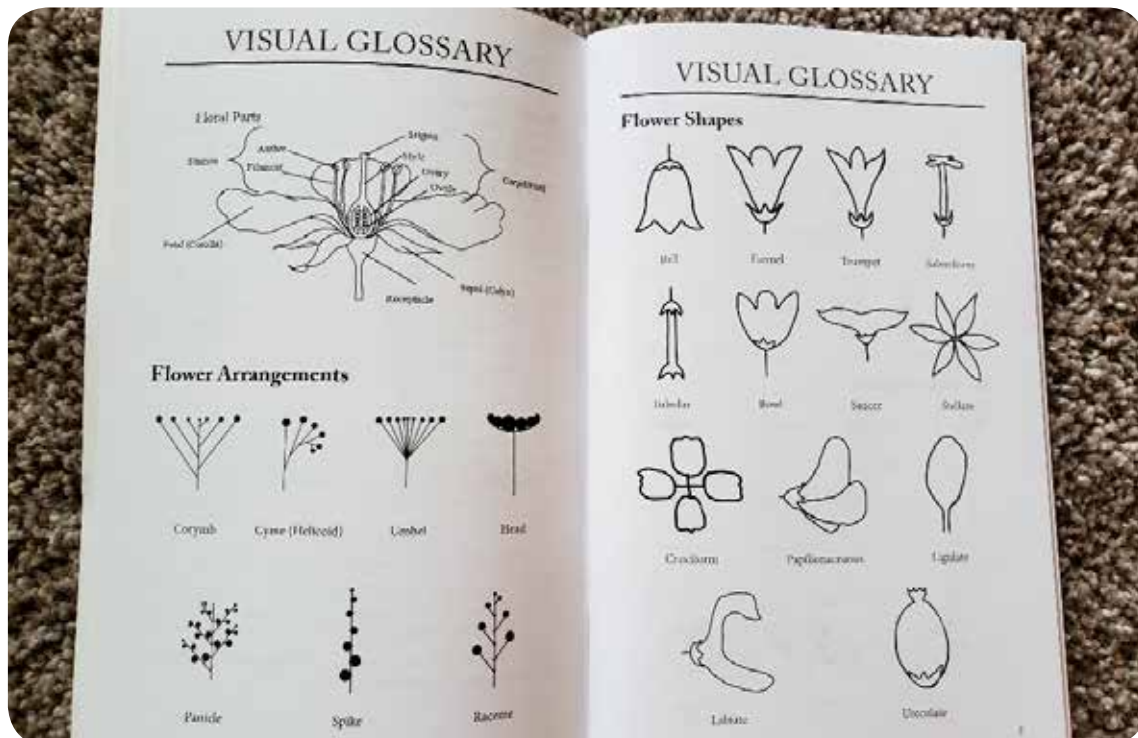 VISUAL GLOSSARY
Floral Parts
Stigma
Anther
Style
Stamen
Filament
Ovary
Ovule
Carpel
Petal (Corolla)
Sepal (Calyx)
Receptacle
Flower Arrangements
Corymb Cyme (Helicoid) Umbel Head
Panicle Spike Raceme
VISUAL GLOSSARY
Flower Shapes
Bell Funnel Trumpet Salverform
Tubular Bowl Saucer Stellate
Cruciform Papilionaceous Ligulate
Labiate Urceolate